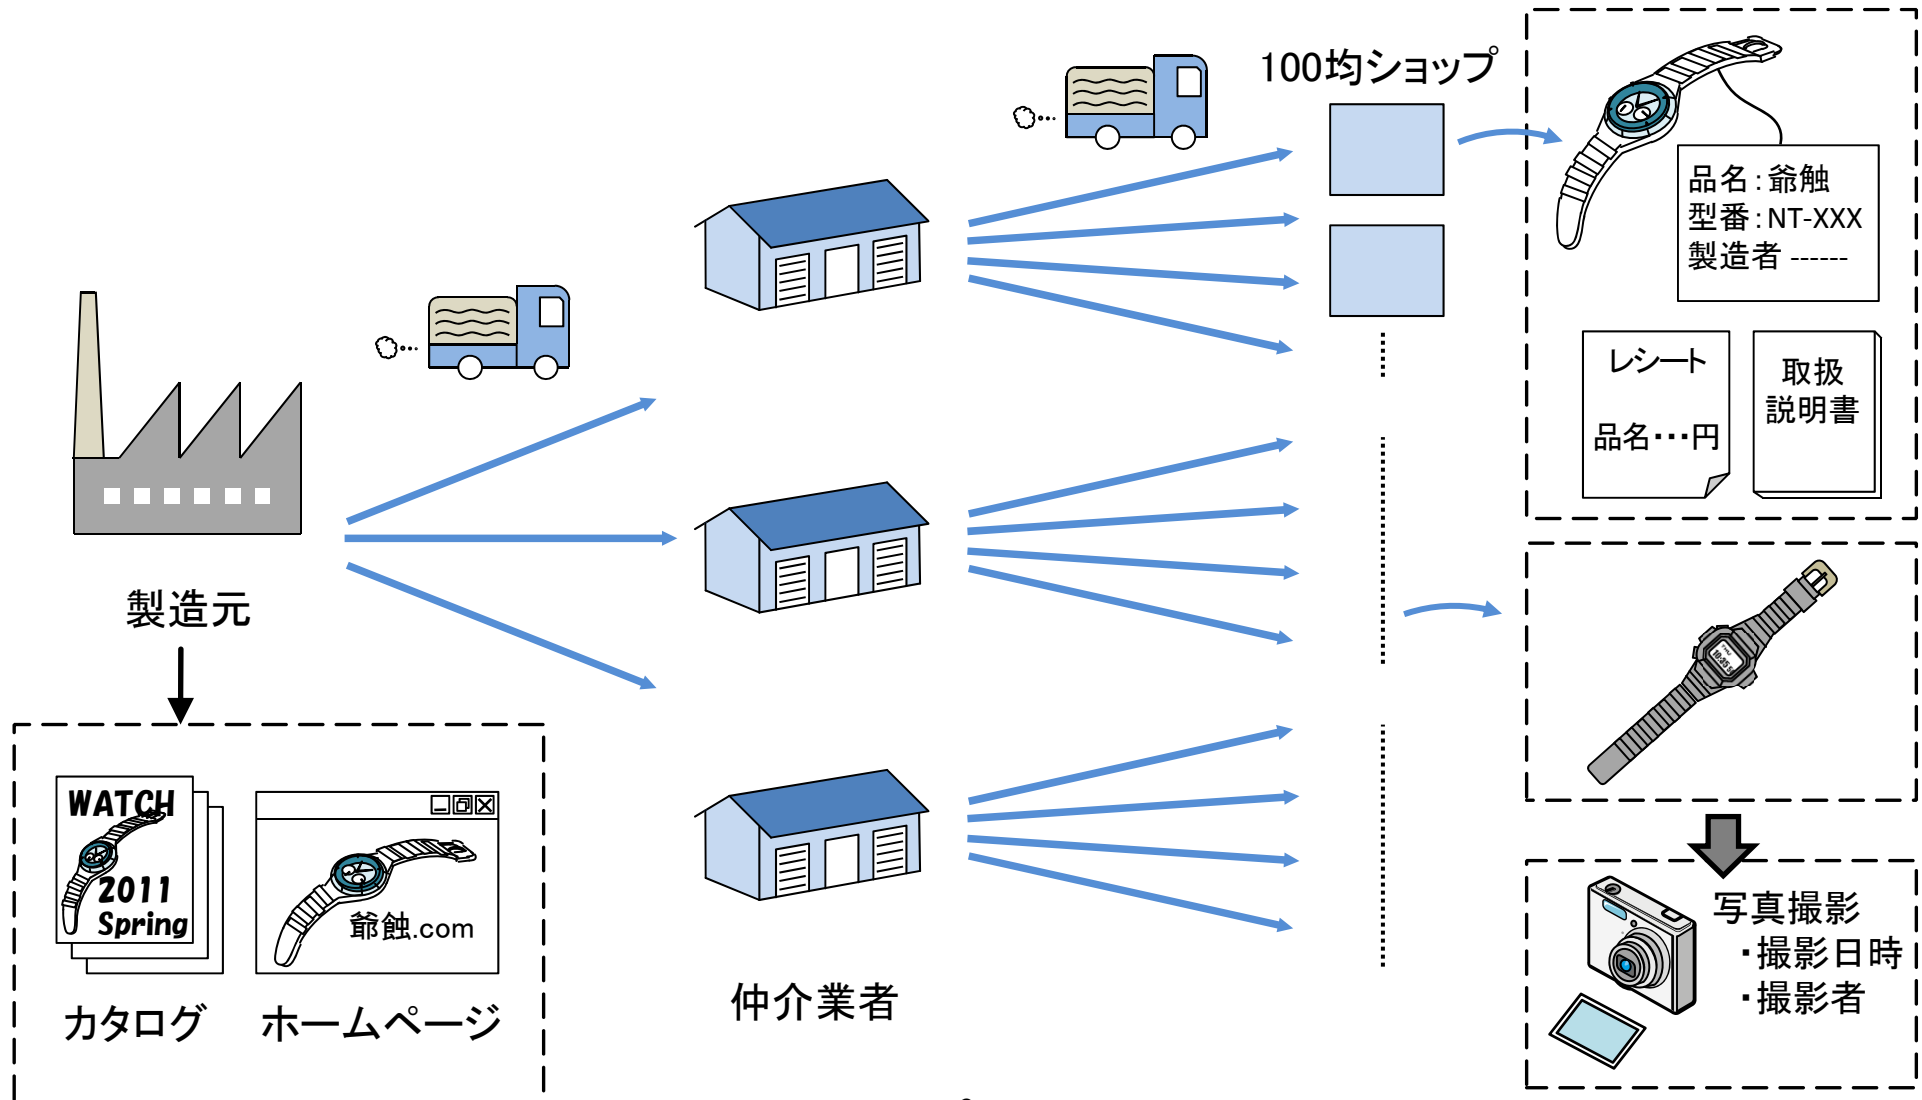 100均ショップ
品名：爺触
型番：NT-XXX
製造者 ------
レシート
品名・・・円
取扱
説明書
製造元
WATCH
2011
Spring
爺蝕.com
カタログ
ホームページ
仲介業者
写真撮影
・撮影日時
・撮影者